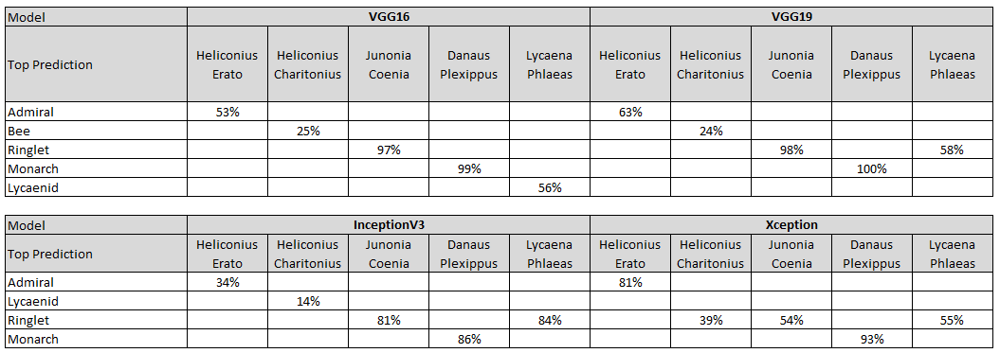 Model VGG16 VGG19
Top Prediction Heliconius Erato Heliconius Charitonius Junonia Coenia Danaus Plexippus Lycaena Phlaeas Heliconius Erato Heliconius Charitonius Junonia Coenia Danaus Plexippus Lycaena Phlaeas
Admiral 53% 63%
Bee 25% 24%
Ringlet 97% 98% 58%
Monarch 99% 100%
Lycaenid 56%
Model InceptionV3 Xception
Top Prediction Heliconius Erato Heliconius Charitonius Junonia Coenia Danaus Plexippus Lycaena Phlaeas Heliconius Erato Heliconius Charitonius Junonia Coenia Danaus Plexippus Lycaena Phlaeas
Admiral 34% 81%
Lycaenid 14%
Ringlet 81% 84% 39% 54% 55%
Monarch 86% 93%